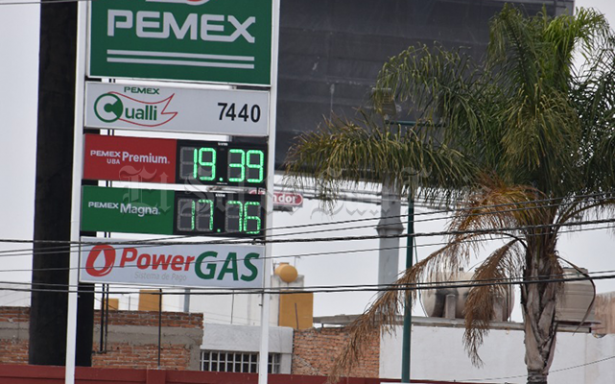 PEMEX
PEMEX
Cualli
7440
PEMEX Premium. 19.39
USA
PEMEX Magna. 17.76
PowerGAS